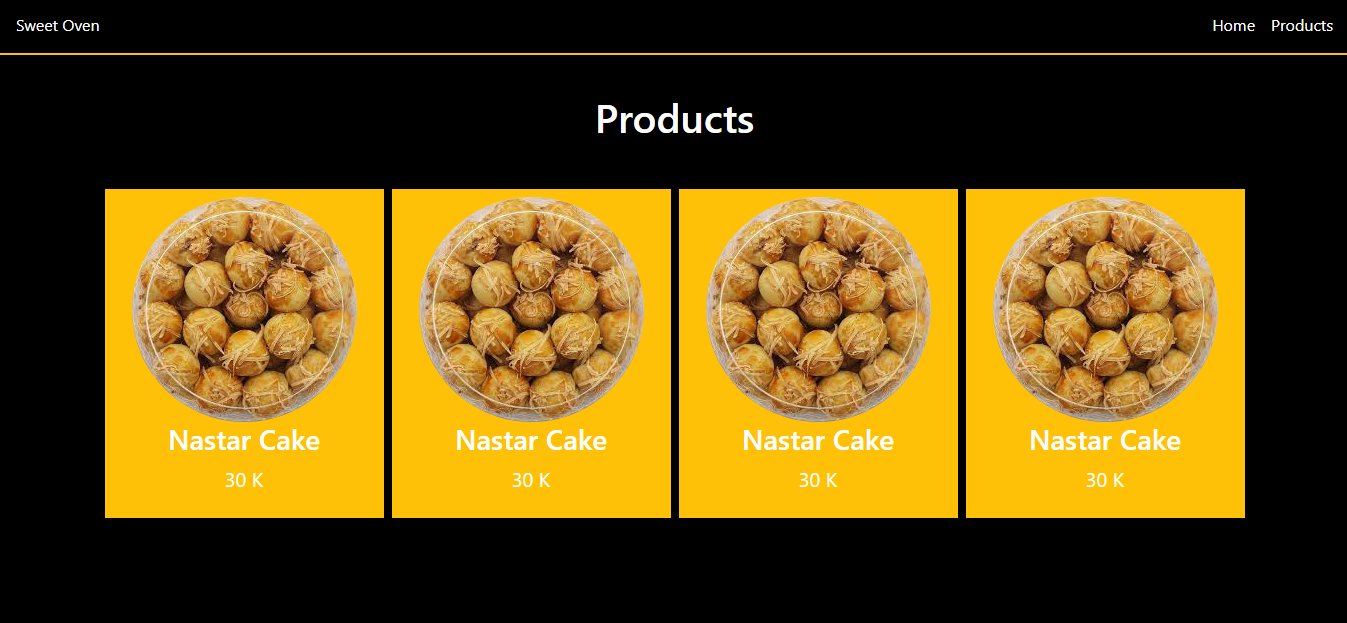 Sweet Oven Home Products
Products
Nastar Cake Nastar Cake Nastar Cake Nastar Cake
30 K 30 K 30 K 30 K